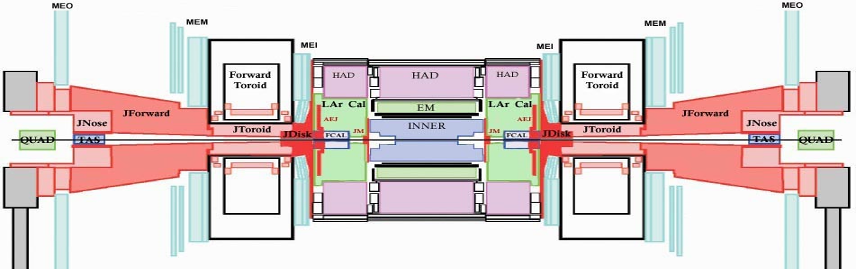 MEO
MEM
MEI
MEI
MEM
MEO
Forward
Toroid
HAD
HAD
HAD
Forward
Toroid
LAr Cal
EM
LAr Cal
JForward
JForward
AEJ
AEJ
JNose
JNose
INNER
JToroid
JDisk
FCAL
JM
JM
FCAL
JDisk
JToroid
QUAD
TAS
TAS
QUAD